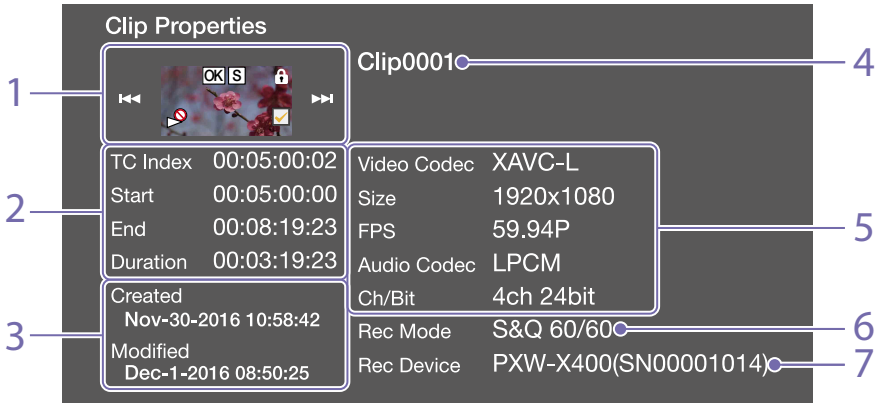 Clip Properties
1
OK S
Clip0001
4
2
TC Index 00:05:00:02
Start 00:05:00:00
End 00:08:19:23
Duration 00:03:19:23
Video Codec XAVC-L
Size 1920x1080
FPS 59.94P
Audio Codec LPCM
Ch/Bit 4ch 24bit
5
3
Created
Nov-30-2016 10:58:42
Modified
Dec-1-2016 08:50:25
Rec Mode S&Q 60/60
6
Rec Device PXW-X400(SN00001014)
7